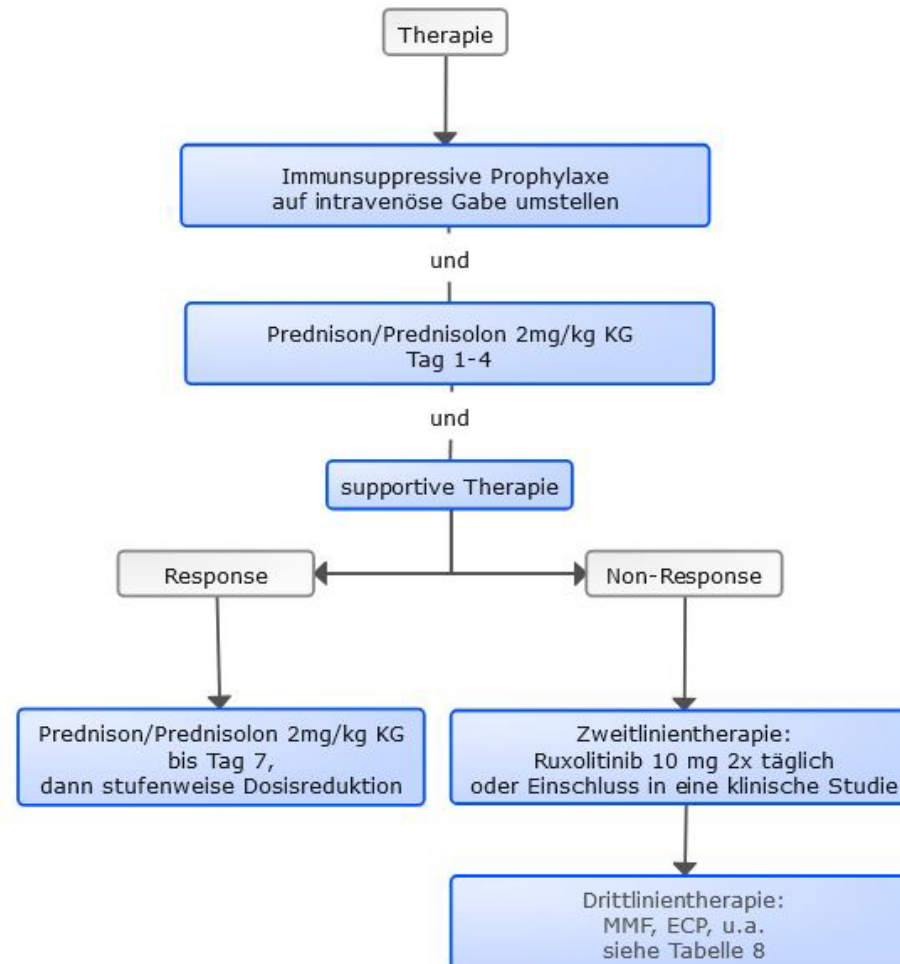 Therapie
Immunsuppressive Prophylaxe
auf intravenöse Gabe umstellen
und
Prednison/Prednisolon 2mg/kg KG
Tag 1-4
und
supportive Therapie
Response
Non-Response
Prednison/Prednisolon 2mg/kg KG
bis Tag 7,
dann stufenweise Dosisreduktion
Zweitlinientherapie:
Ruxolitinib 10 mg 2x täglich
oder Einschluss in eine klinische Studie
Drittlinientherapie:
MMF, ECP, u.a.
siehe Tabelle 8